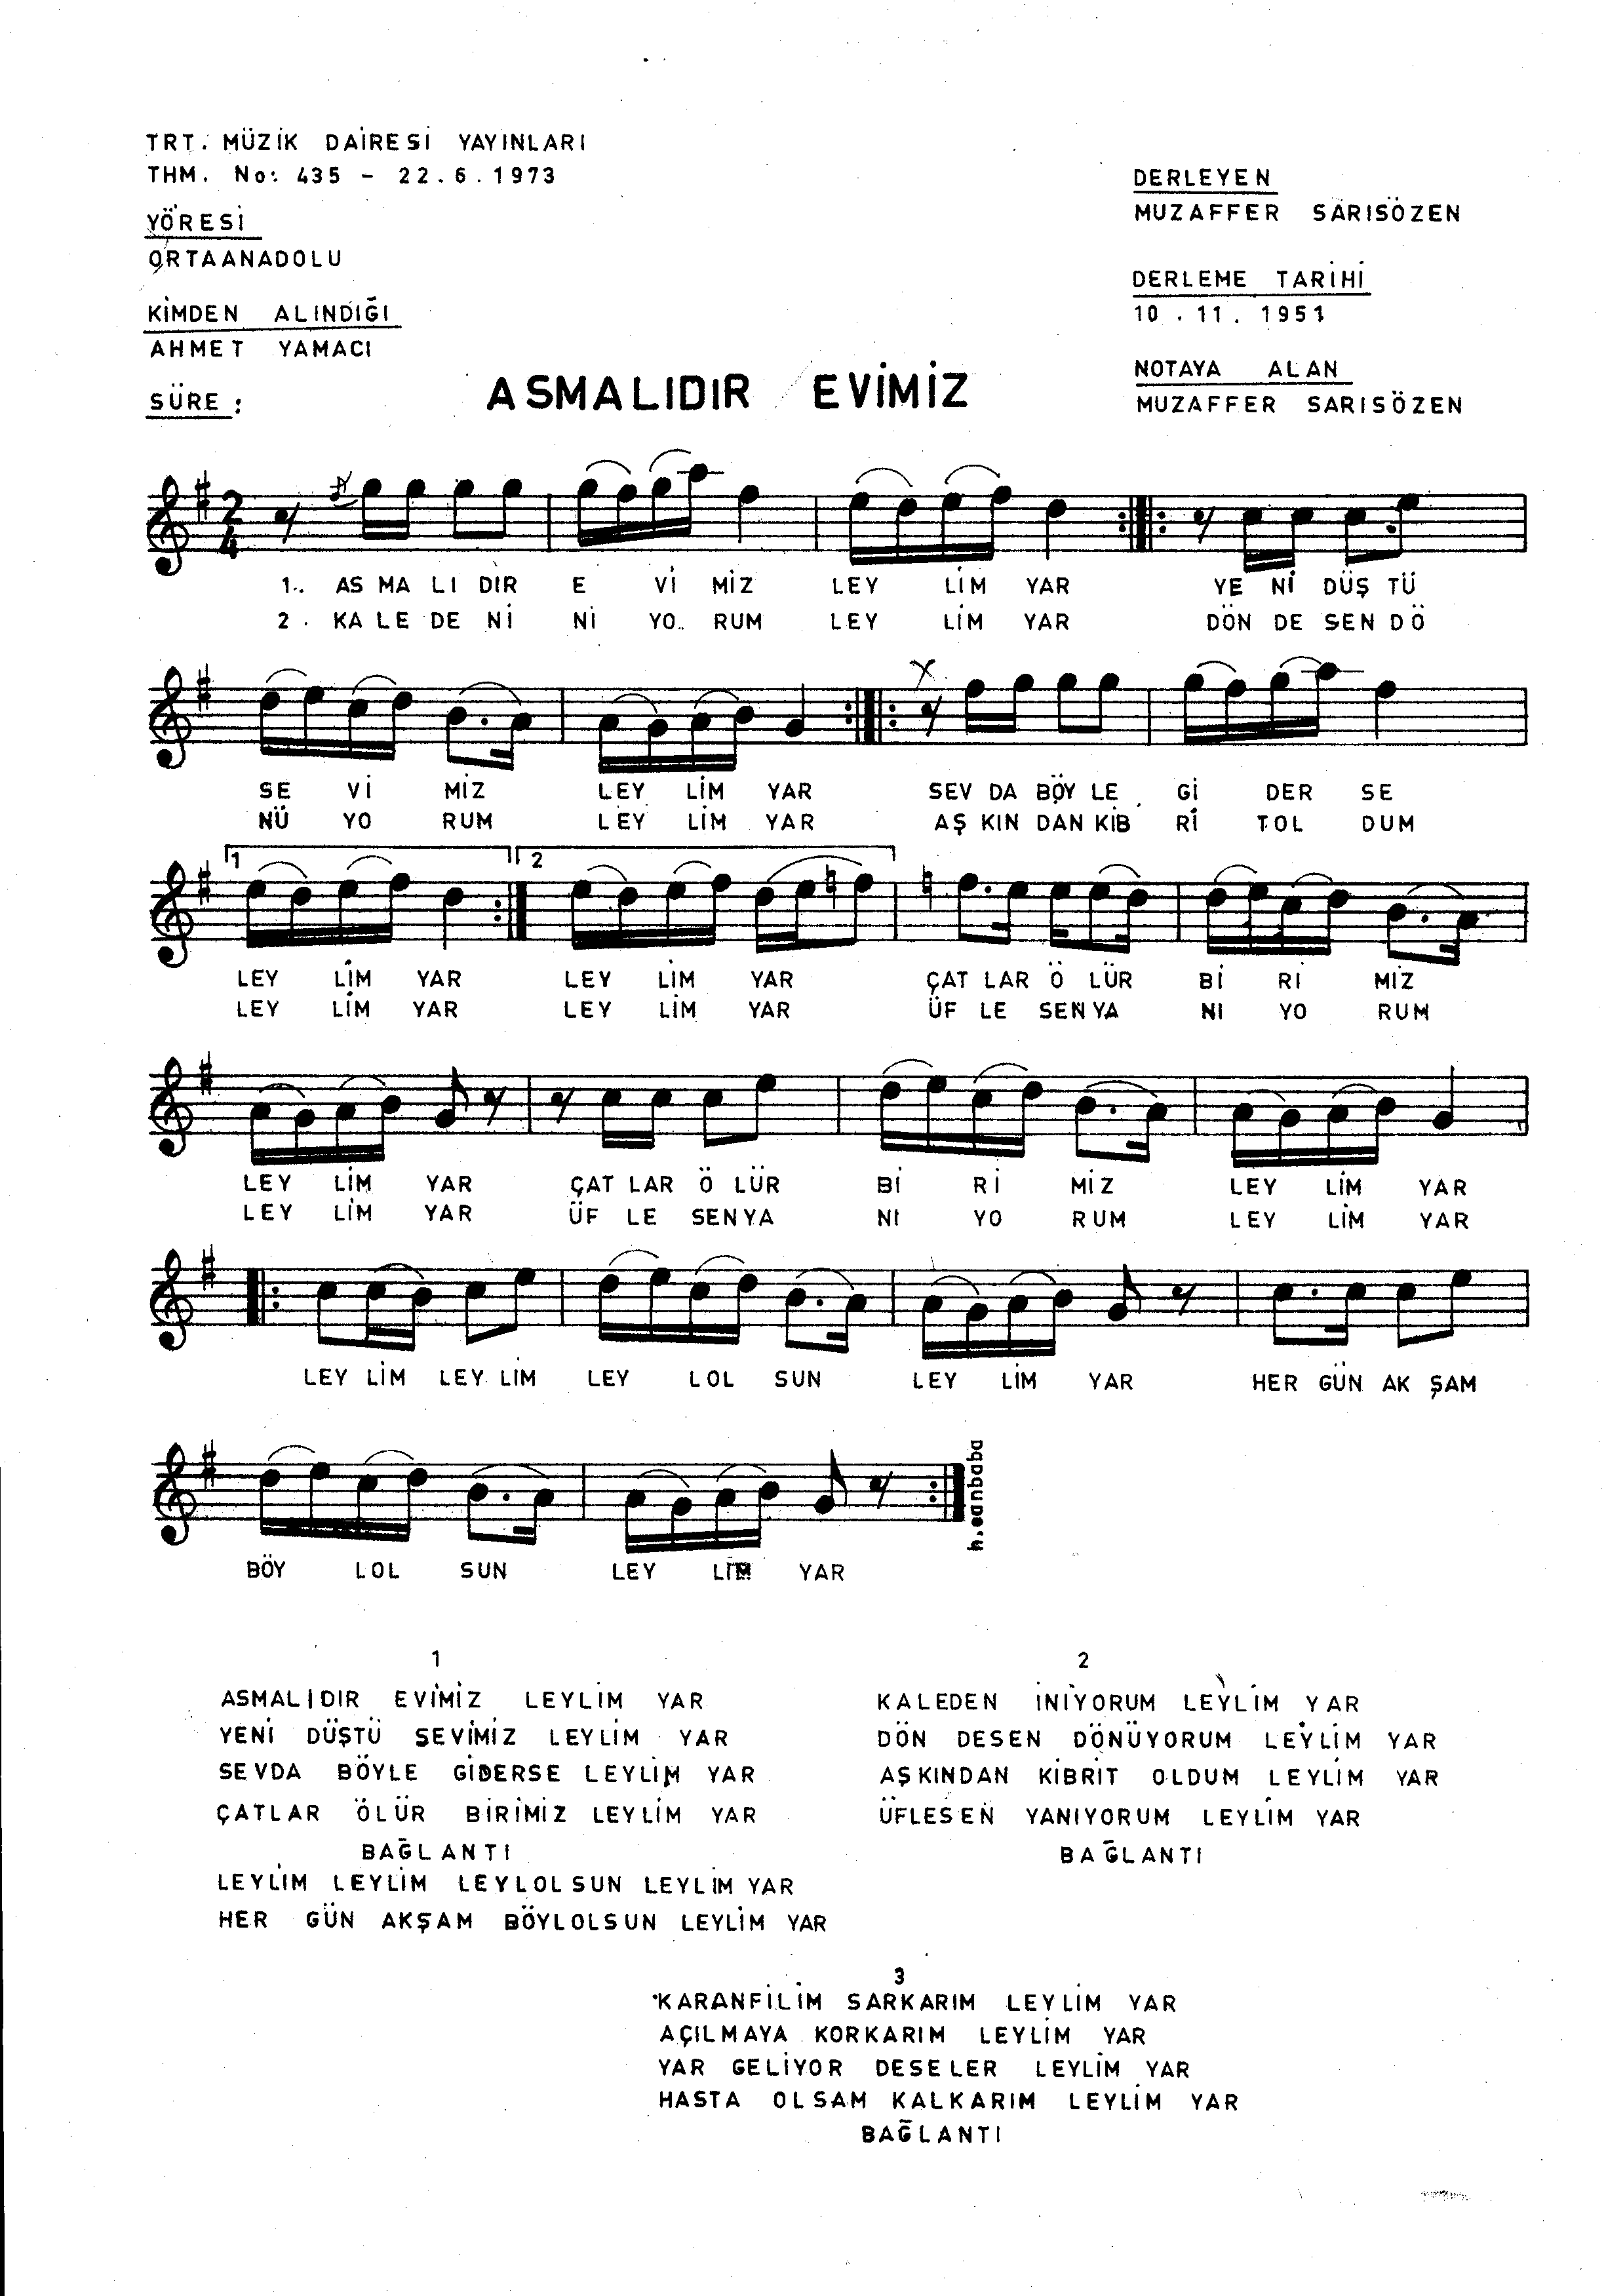 TRT. MÜZİK DAİRESİ YAYINLARI
THM. No: 435 - 22.6.1973
YÖRESİ
ORTAANADOLU
KİMDEN ALINDIĞI
AHMET YAMACI
SÜRE :
DERLEYEN
MUZAFFER SARISÖZEN
DERLEME TARİHİ
10 . 11 . 1951
NOTAYA ALAN
MUZAFFER SARISÖZEN
ASMALIDIR EVİMİZ
2
4
1. AS MA LI DIR E Vİ MİZ LEY LİM YAR YE Nİ DÜŞ TÜ
2. KA LE DE Nİ Nİ YO RUM LEY LİM YAR DÖN DE SEN DÖ
SE Vİ MİZ LEY LİM YAR SEV DA BÖY LE Gİ DER SE
NÜ YO RUM LEY LİM YAR AŞ KIN DAN KİB Rİ TOL DUM
1 2
LEY LİM YAR LEY LİM YAR ÇAT LAR Ö LÜR Bİ Rİ MİZ
LEY LİM YAR LEY LİM YAR ÜF LE SEN YA NI YO RUM
LEY LİM YAR ÇAT LAR Ö LÜR Bİ Rİ MİZ LEY LİM YAR
LEY LİM YAR ÜF LE SEN YA NI YO RUM LEY LİM YAR
LEY LİM LEY LİM LEY LOL SUN LEY LİM YAR HER GÜN AK ŞAM
BÖY LOL SUN LEY LİM YAR
h.canbaba
1
ASMALIDIR EVİMİZ LEYLİM YAR
YENİ DÜŞTÜ SEVİMİZ LEYLİM YAR
SEVDA BÖYLE GİDERSE LEYLİM YAR
ÇATLAR ÖLÜR BİRİMİZ LEYLİM YAR
BAĞLANTI
LEYLİM LEYLİM LEYLOLSUN LEYLİM YAR
HER GÜN AKŞAM BÖYLOLSUN LEYLİM YAR
2
KALEDEN İNİYORUM LEYLİM YAR
DÖN DESEN DÖNÜYORUM LEYLİM YAR
AŞKINDAN KİBRİT OLDUM LEYLİM YAR
ÜFLESEN YANIYORUM LEYLİM YAR
BAĞLANTI
3
KARANFİLİM SARKARIM LEYLİM YAR
AÇILMAYA KORKARIM LEYLİM YAR
YAR GELİYOR DESELER LEYLİM YAR
HASTA OLSAM KALKARIM LEYLİM YAR
BAĞLANTI